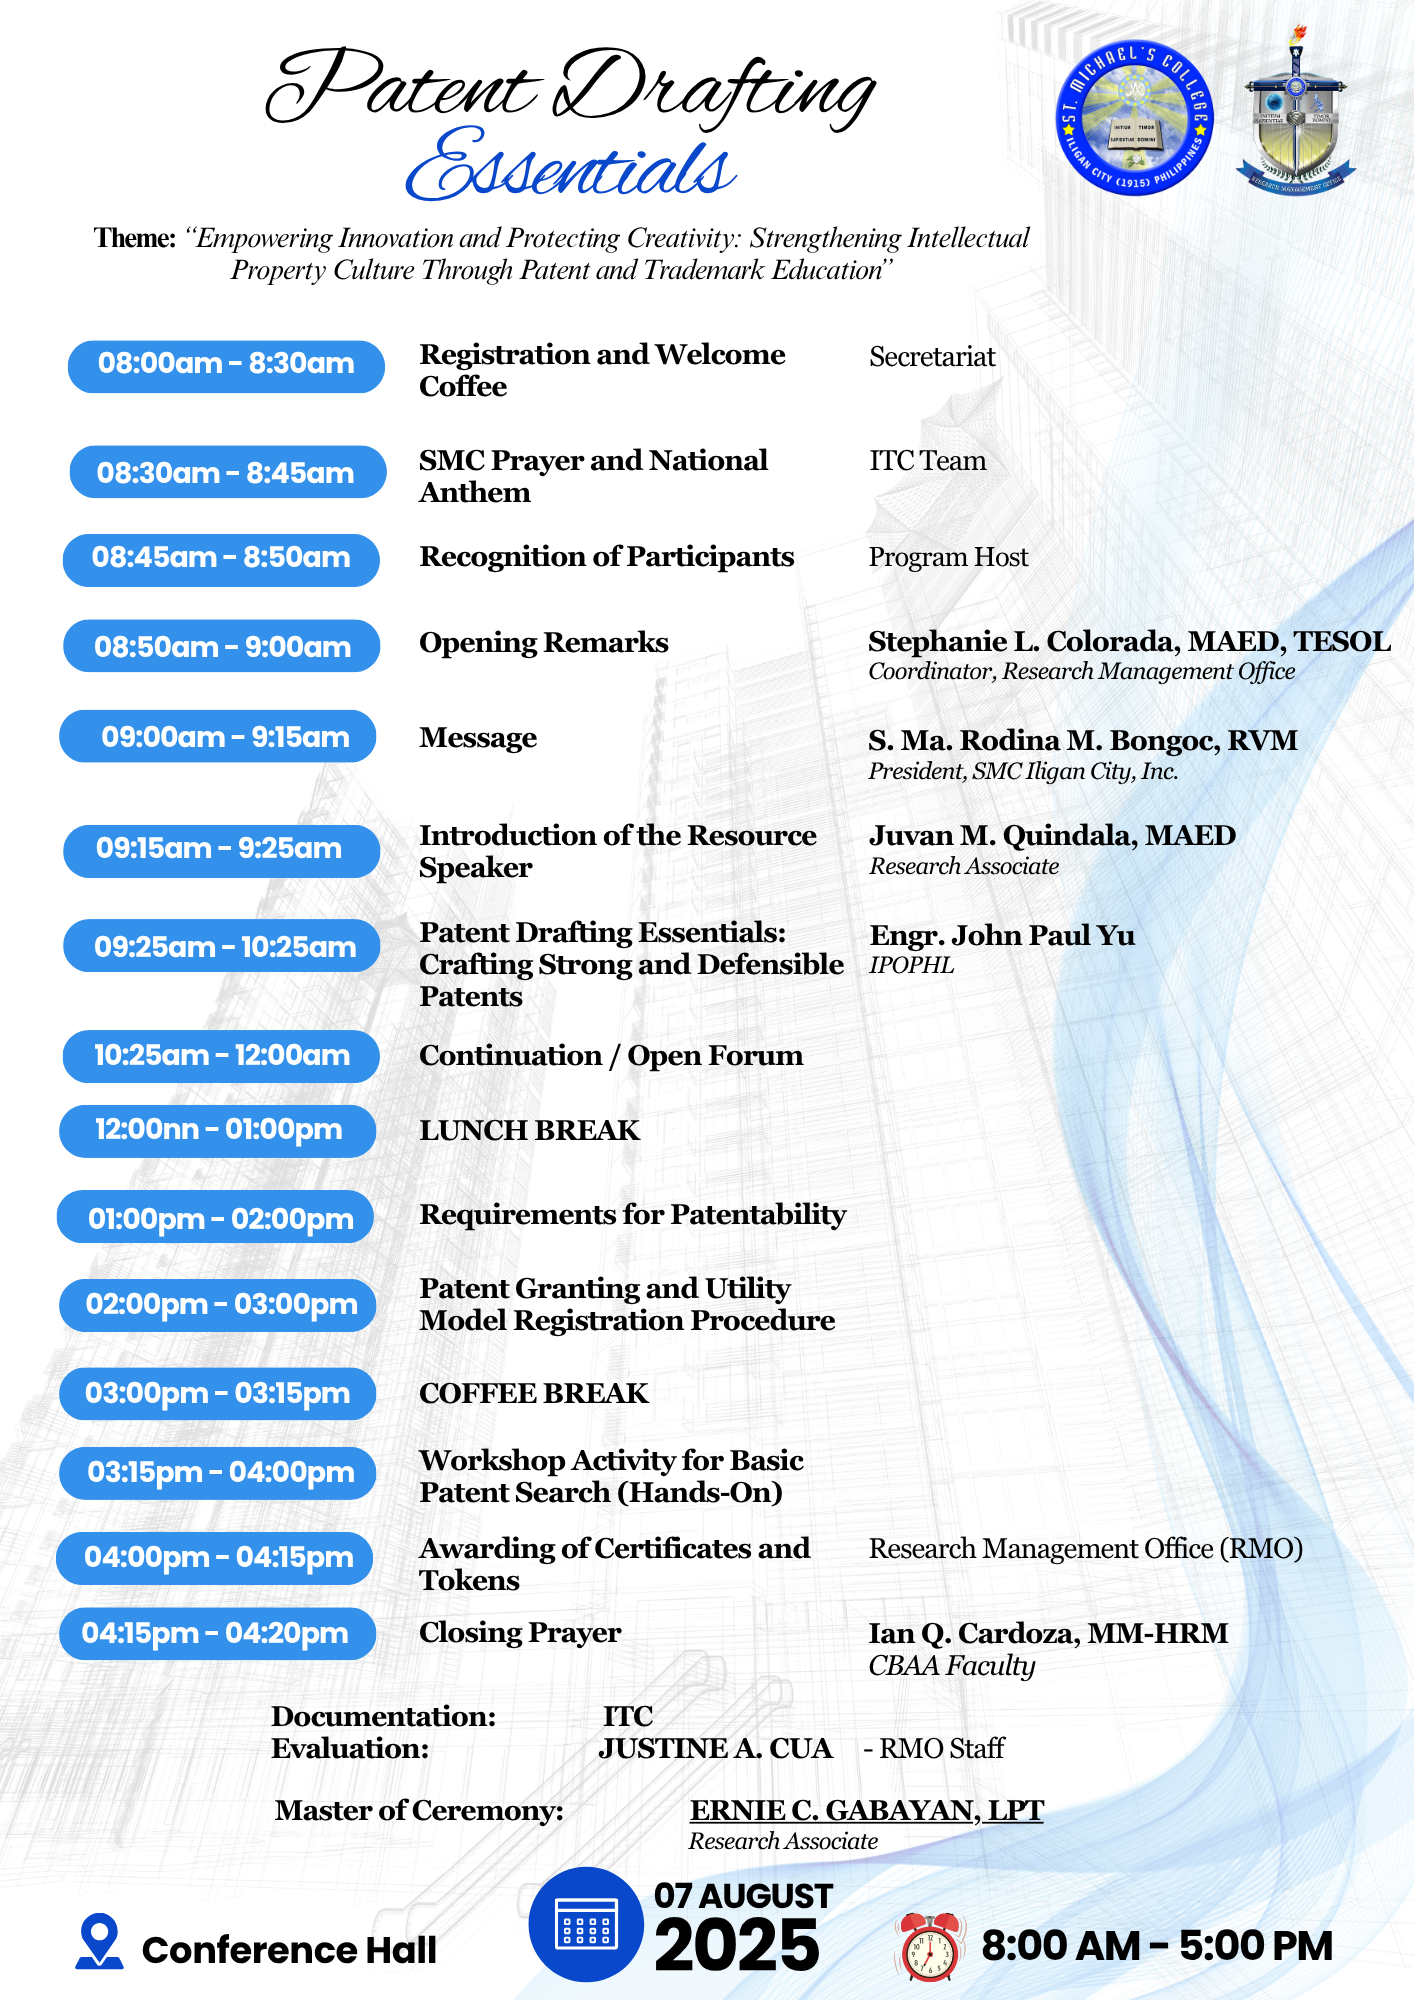 Patent Drafting
Essentials
ST. MICHAEL'S COLLEGE
ILIGAN CITY (1915) PHILIPPINES
INITIUM TIMOR
SAPIENTIAE DOMINI
INITIUM TIMOR
SAPIENTIAE DOMINI
RESEARCH MANAGEMENT OFFICE
Theme: “Empowering Innovation and Protecting Creativity: Strengthening Intellectual
Property Culture Through Patent and Trademark Education”
08:00am - 8:30am Registration and Welcome Secretariat
Coffee
08:30am - 8:45am SMC Prayer and National ITC Team
Anthem
08:45am - 8:50am Recognition of Participants Program Host
08:50am - 9:00am Opening Remarks Stephanie L. Colorada, MAED, TESOL
Coordinator, Research Management Office
09:00am - 9:15am Message S. Ma. Rodina M. Bongoc, RVM
President, SMC Iligan City, Inc.
09:15am - 9:25am Introduction of the Resource Juvan M. Quindala, MAED
Speaker Research Associate
09:25am - 10:25am Patent Drafting Essentials: Engr. John Paul Yu
Crafting Strong and Defensible IPOPHL
Patents
10:25am - 12:00am Continuation / Open Forum
12:00nn - 01:00pm LUNCH BREAK
01:00pm - 02:00pm Requirements for Patentability
02:00pm - 03:00pm Patent Granting and Utility
Model Registration Procedure
03:00pm - 03:15pm COFFEE BREAK
03:15pm - 04:00pm Workshop Activity for Basic
Patent Search (Hands-On)
04:00pm - 04:15pm Awarding of Certificates and Research Management Office (RMO)
Tokens
04:15pm - 04:20pm Closing Prayer Ian Q. Cardoza, MM-HRM
CBAA Faculty
Documentation: ITC
Evaluation: JUSTINE A. CUA - RMO Staff
Master of Ceremony: ERNIE C. GABAYAN, LPT
Research Associate
Conference Hall
07 AUGUST
2025
8:00 AM - 5:00 PM